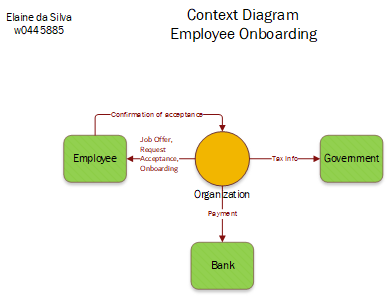 Elaine da Silva
w0445885
Context Diagram
Employee Onboarding
Confirmation of acceptance
Employee
Job Offer,
Request
Acceptance,
Onboarding
Tax Info
Government
Organization
Payment
Bank